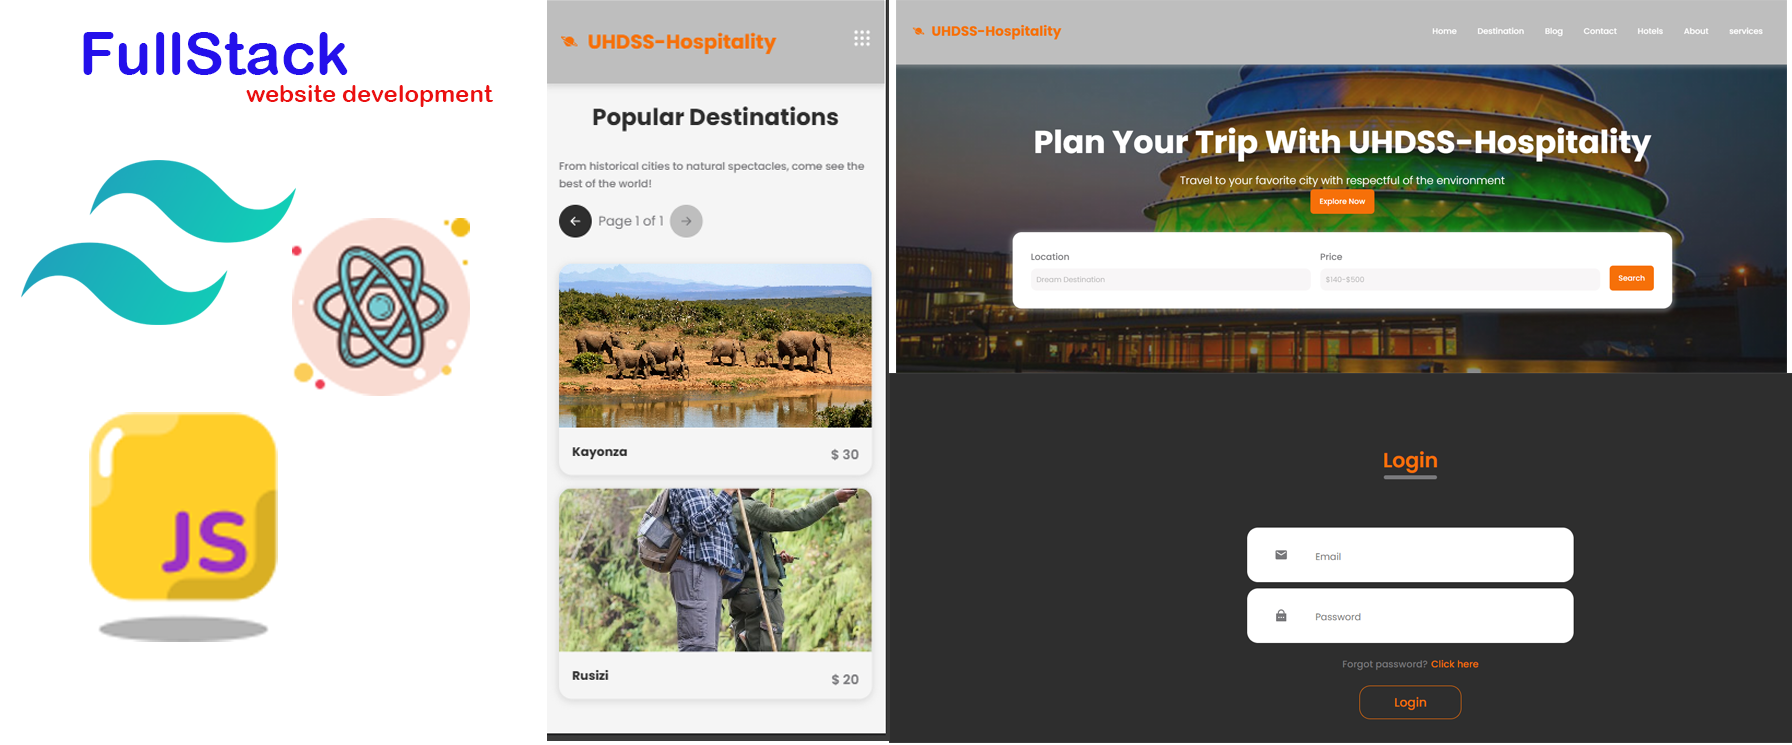 FullStack
website development
JS
UHDSS-Hospitality
Popular Destinations
From historical cities to natural spectacles, come see the
best of the world!
Page 1 of 1
Kayonza
$ 30
Rusizi
$ 20
UHDSS-Hospitality
Home Destination Blog Contact Hotels About services
Plan Your Trip With UHDSS-Hospitality
Travel to your favorite city with respectful of the environment
Explore Now
Location Price
Dream Destination $140-$500 Search
Login
Email
Password
Forgot password? Click here
Login